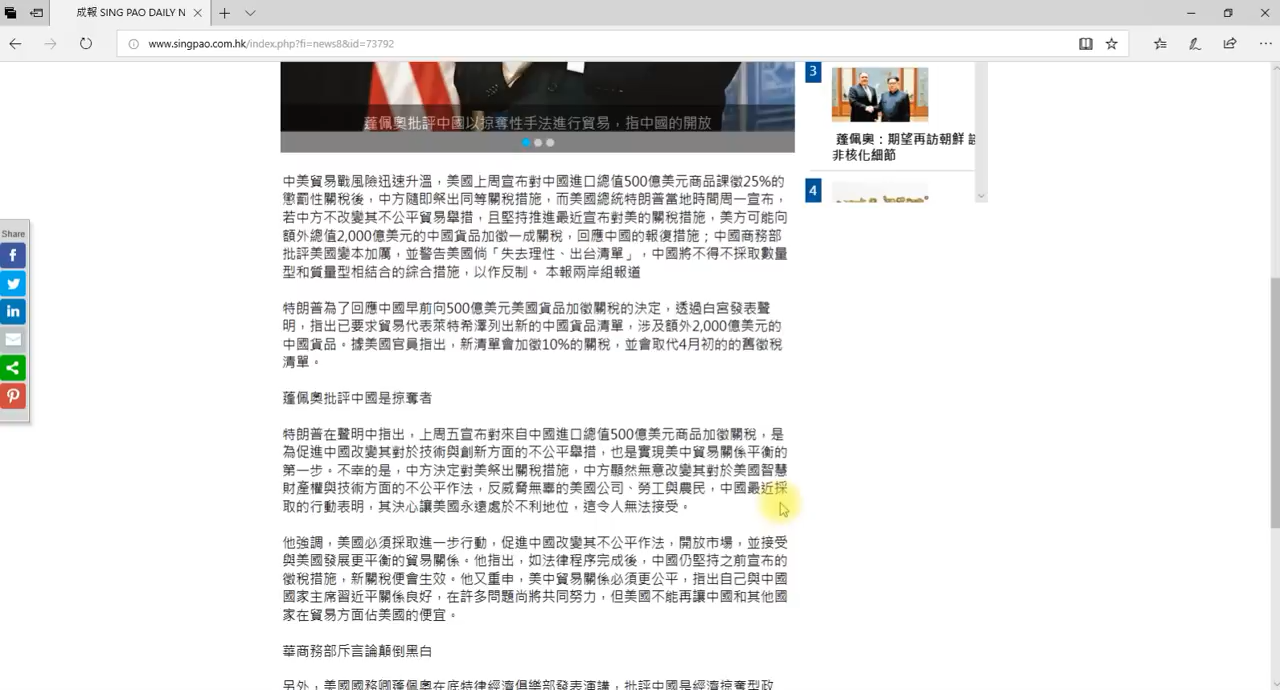 成報 SING PAO DAILY N
www.singpao.com.hk/index.php?fi=news8&id=73792
蓬佩奧批評中國以掠奪性手法進行貿易，指中國的開放
3
蓬佩奧：期望再訪朝鮮
非核化細節
4
Share
中美貿易戰風險迅速升溫，美國上周宣布對中國進口總值500億美元商品課徵25%的
懲罰性關稅後，中方隨即祭出同等關稅措施，而美國總統特朗普當地時間周一宣布，
若中方不改變其不公平貿易舉措，且堅持推進最近宣布對美的關稅措施，美方可能向
額外總值2,000億美元的中國貨品加徵一成關稅，回應中國的報復措施；中國商務部
批評美國變本加厲，並警告美國倘「失去理性、出台清單」，中國將不得不採取數量
型和質量型相結合的綜合措施，以作反制。 本報兩岸組報道
特朗普為了回應中國早前向500億美元美國貨品加徵關稅的決定，透過白宮發表聲
明，指出已要求貿易代表萊特希澤列出新的中國貨品清單，涉及額外2,000億美元的
中國貨品。據美國官員指出，新清單會加徵10%的關稅，並會取代4月初的的舊徵稅
清單。
蓬佩奧批評中國是掠奪者
特朗普在聲明中指出，上周五宣布對來自中國進口總值500億美元商品加徵關稅，是
為促進中國改變其對於技術與創新方面的不公平舉措，也是實現美中貿易關係平衡的
第一步。不幸的是，中方決定對美祭出關稅措施，中方顯然無意改變其對於美國智慧
財產權與技術方面的不公平作法，反威脅無辜的美國公司、勞工與農民，中國最近採
取的行動表明，其決心讓美國永遠處於不利地位，這令人無法接受。
他強調，美國必須採取進一步行動，促進中國改變其不公平作法，開放市場，並接受
與美國發展更平衡的貿易關係。他指出，如法律程序完成後，中國仍堅持之前宣布的
徵稅措施，新關稅便會生效。他又重申，美中貿易關係必須更公平，指出自己與中國
國家主席習近平關係良好，在許多問題尚將共同努力，但美國不能再讓中國和其他國
家在貿易方面佔美國的便宜。
華商務部斥言論顛倒黑白
另外，美國國務卿蓬佩奧在底特律經濟俱樂部發表演講，批評中國是經濟掠奪型政